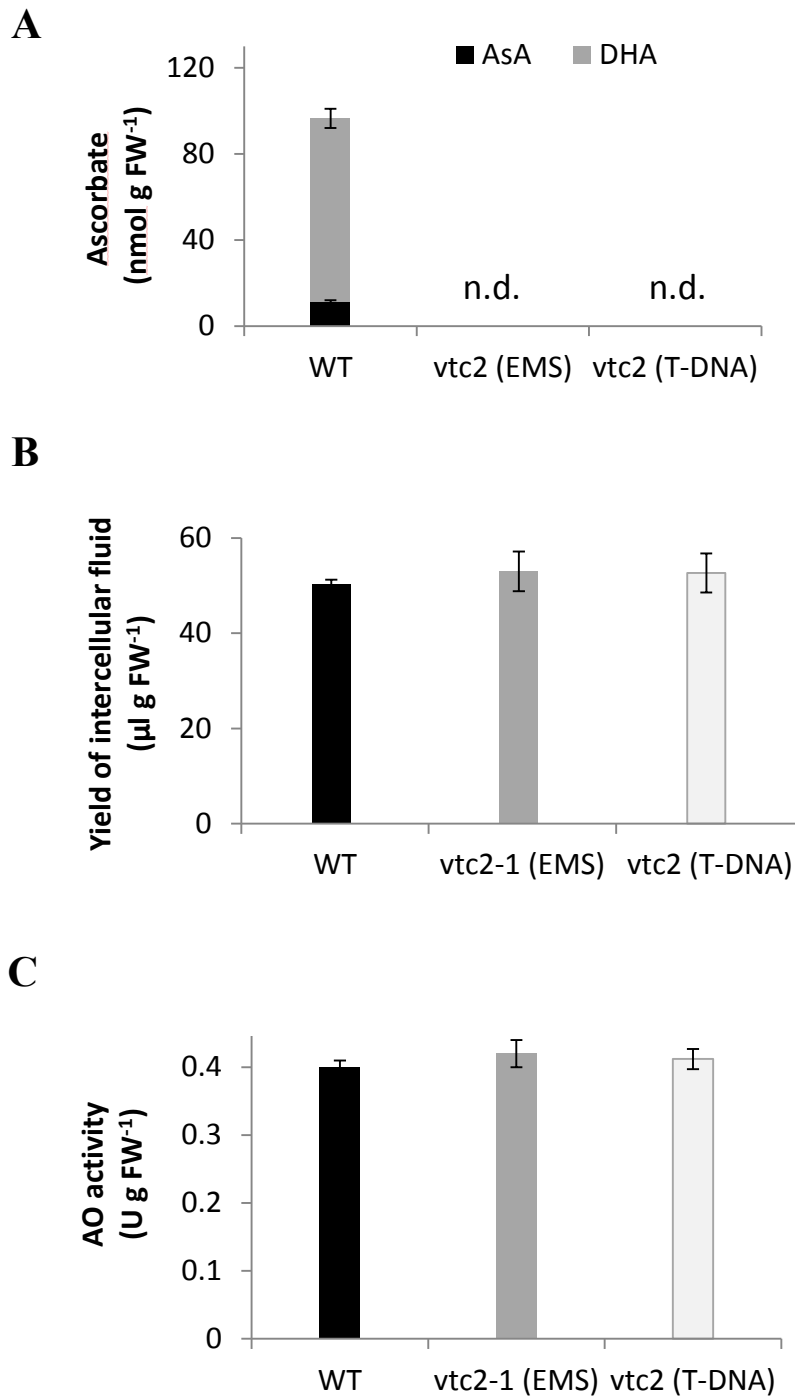 A
AsA DHA
Ascorbate
(nmol g FW⁻¹)
120
80
40
0
n.d. n.d.
WT vtc2 (EMS) vtc2 (T-DNA)
B
Yield of intercellular fluid
(µl g FW⁻¹)
60
40
20
0
WT vtc2-1 (EMS) vtc2 (T-DNA)
C
AO activity
(U g FW⁻¹)
0.4
0.3
0.2
0.1
0
WT vtc2-1 (EMS) vtc2 (T-DNA)